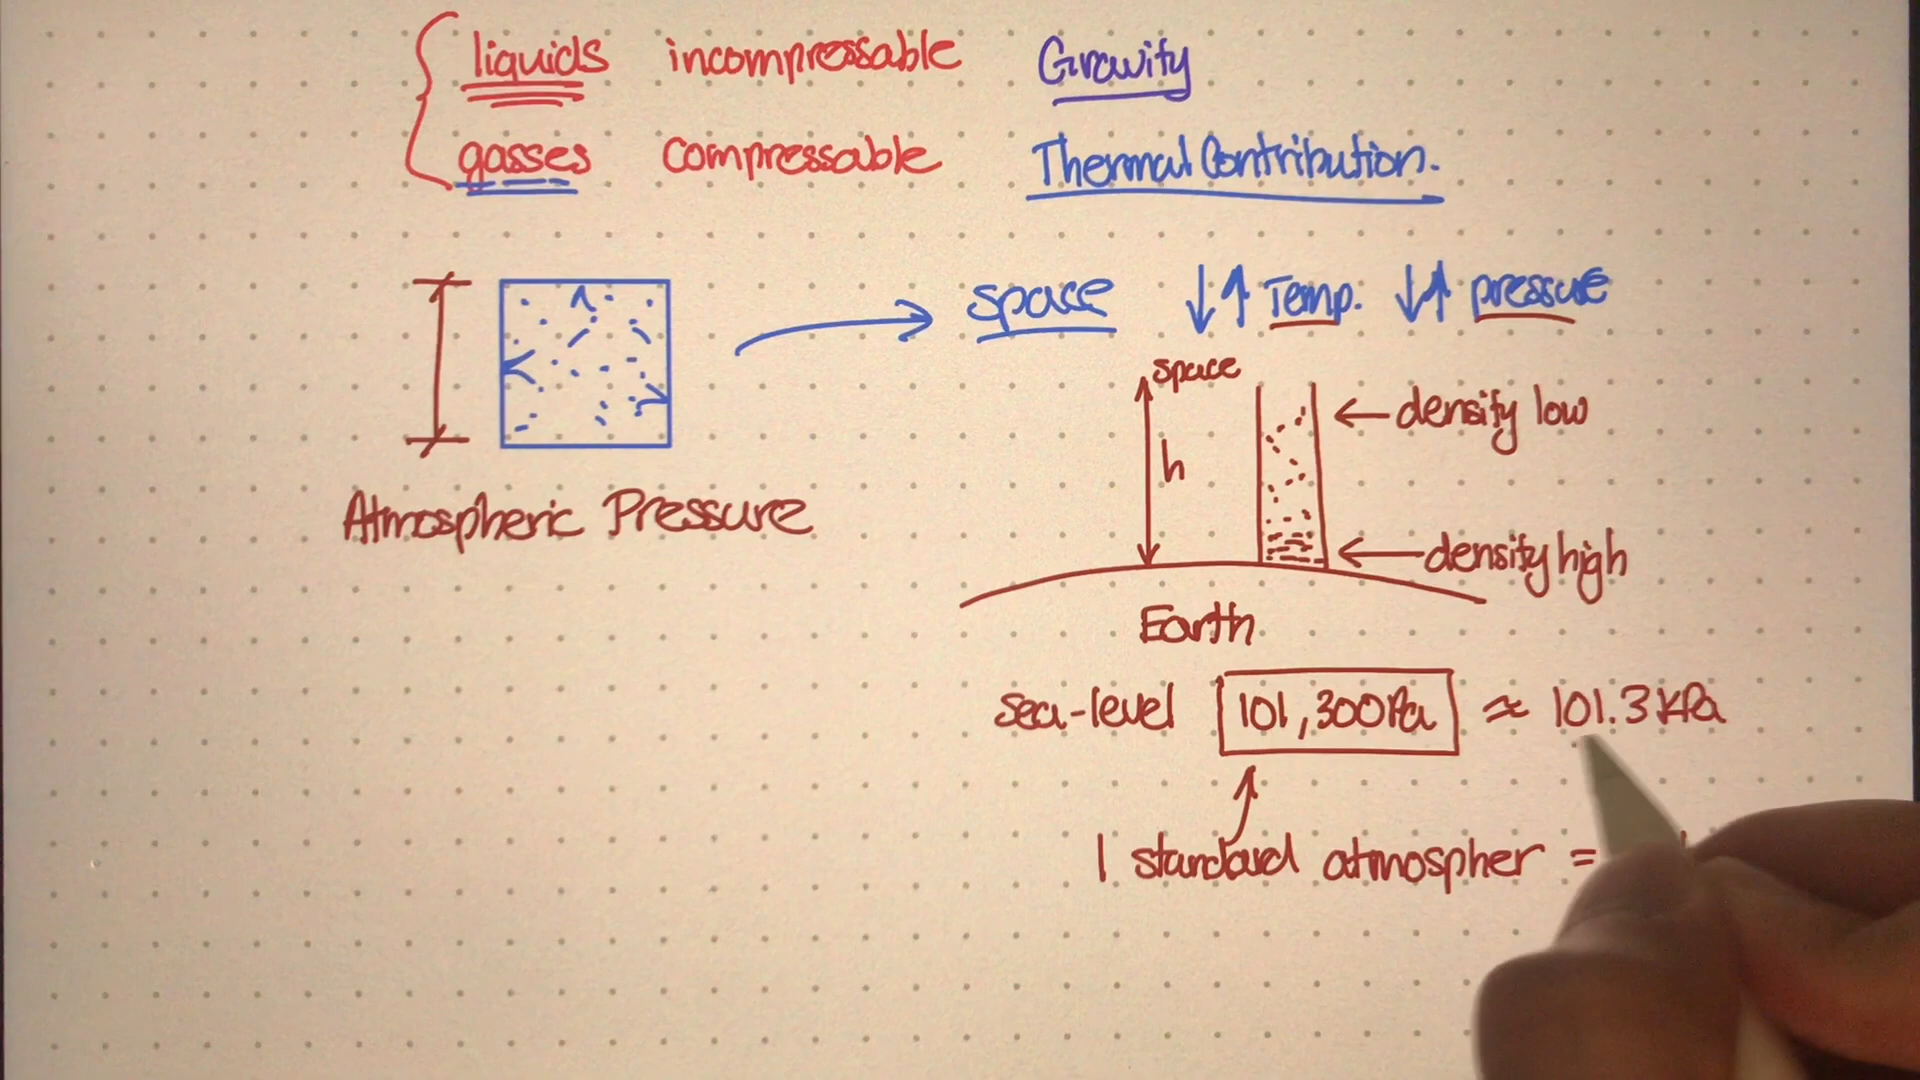 liquids incompressable Gravity
gasses compressable Thermal Contribution.
space ↓↑ Temp. ↓↑ pressure
space
← density low
h
Atmospheric Pressure
← density high
Earth
sea-level 101,300Pa ≈ 101.3 kPa
1 standard atmospher =